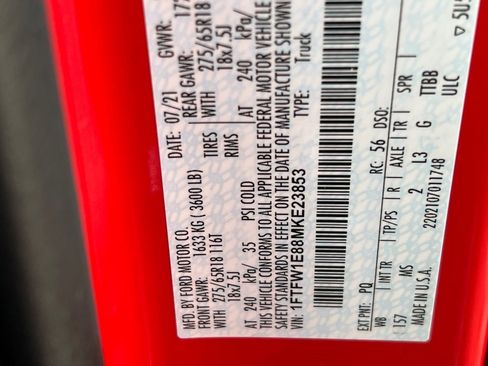 MFD. BY FORD MOTOR CO.
07/21
GVWR: 
FRONT GAWR:
1633 KG ( 3600 LB)
REAR GAWR:
275/65R18 116T
TIRES
WITH 275/65R18
18x7.5J
RIMS
18x7.5J
AT 240 kPa/ 35 PSI COLD
AT 240 kPa/
THIS VEHICLE CONFORMS TO ALL APPLICABLE FEDERAL MOTOR VEHICLE
SAFETY STANDARDS IN EFFECT ON THE DATE OF MANUFACTURE SHOWN
VIN: 1FTFW1E88MKE23853
TYPE: Truck
EXT PNT: PQ
RC: 56 DSO:
WB
INT TR
TP/PS
R
AXLE
TR
SPR
157
MS
2
L3
G
TTBB
MADE IN U.S.A.
2202107011748
ULC